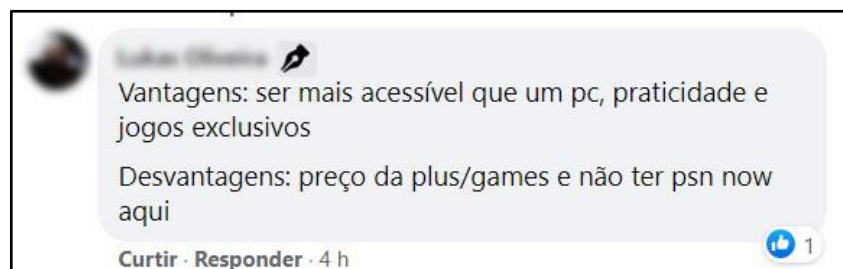 Vantagens: ser mais acessível que um pc, praticidade e
jogos exclusivos
Desvantagens: preço da plus/games e não ter psn now
aqui
1
Curtir · Responder · 4 h